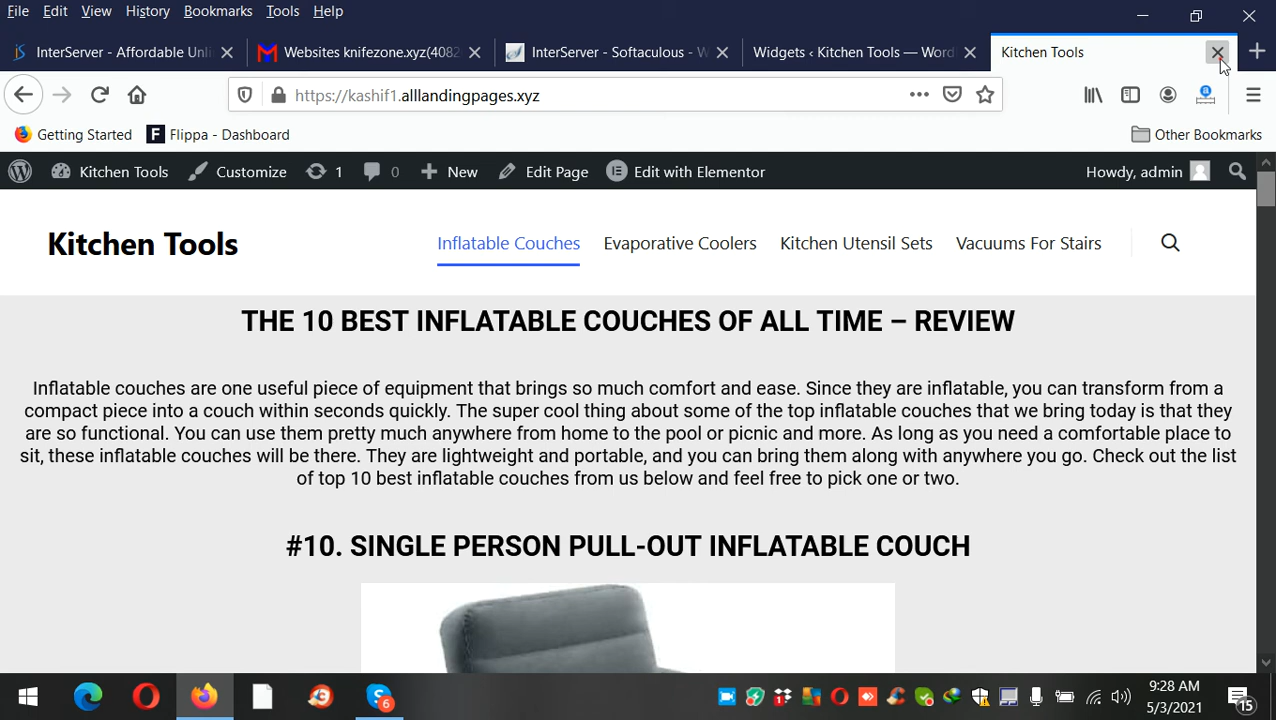 File Edit View History Bookmarks Tools Help
InterServer - Affordable Unli
Websites knifezone.xyz(4082
InterServer - Softaculous - W
Widgets ‹ Kitchen Tools — Word
Kitchen Tools
https://kashif1.alllandingpages.xyz
Getting Started
Flippa - Dashboard
Other Bookmarks
Kitchen Tools Customize 1 0 New Edit Page Edit with Elementor Howdy, admin
Kitchen Tools
Inflatable Couches Evaporative Coolers Kitchen Utensil Sets Vacuums For Stairs
THE 10 BEST INFLATABLE COUCHES OF ALL TIME – REVIEW
Inflatable couches are one useful piece of equipment that brings so much comfort and ease. Since they are inflatable, you can transform from a
compact piece into a couch within seconds quickly. The super cool thing about some of the top inflatable couches that we bring today is that they
are so functional. You can use them pretty much anywhere from home to the pool or picnic and more. As long as you need a comfortable place to
sit, these inflatable couches will be there. They are lightweight and portable, and you can bring them along with anywhere you go. Check out the list
of top 10 best inflatable couches from us below and feel free to pick one or two.
#10. SINGLE PERSON PULL-OUT INFLATABLE COUCH
6
9:28 AM
5/3/2021
15